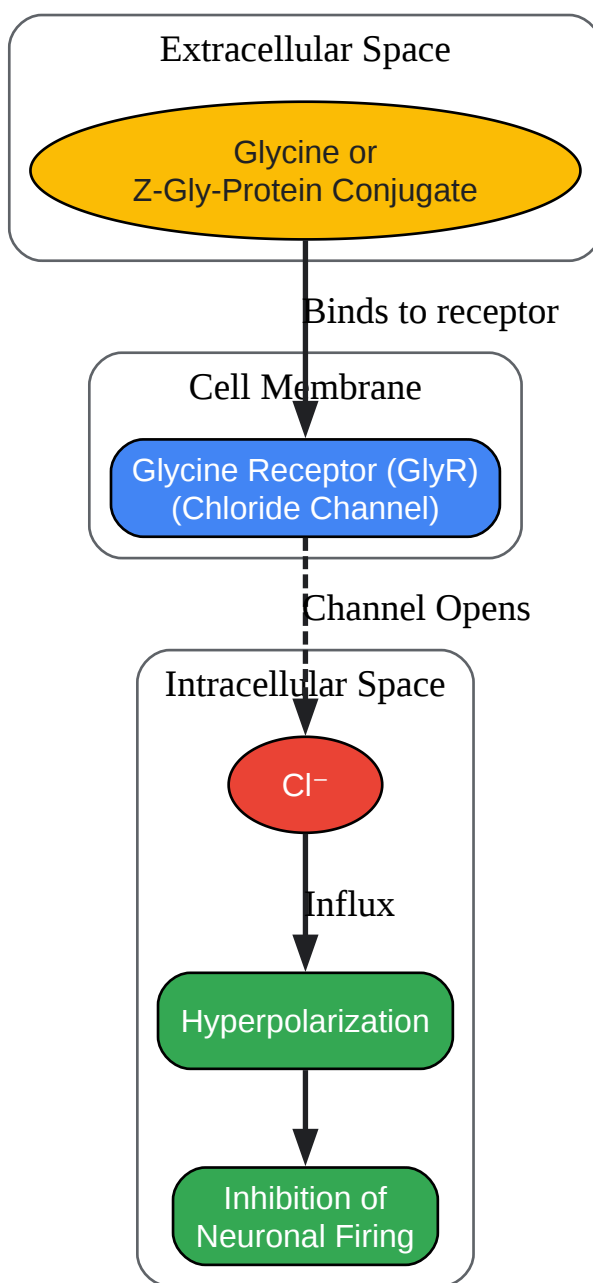 Extracellular Space
Glycine or
Z-Gly-Protein Conjugate
Binds to receptor
Cell Membrane
Glycine Receptor (GlyR)
(Chloride Channel)
Channel Opens
Intracellular Space
Cl⁻
Influx
Hyperpolarization
Inhibition of
Neuronal Firing